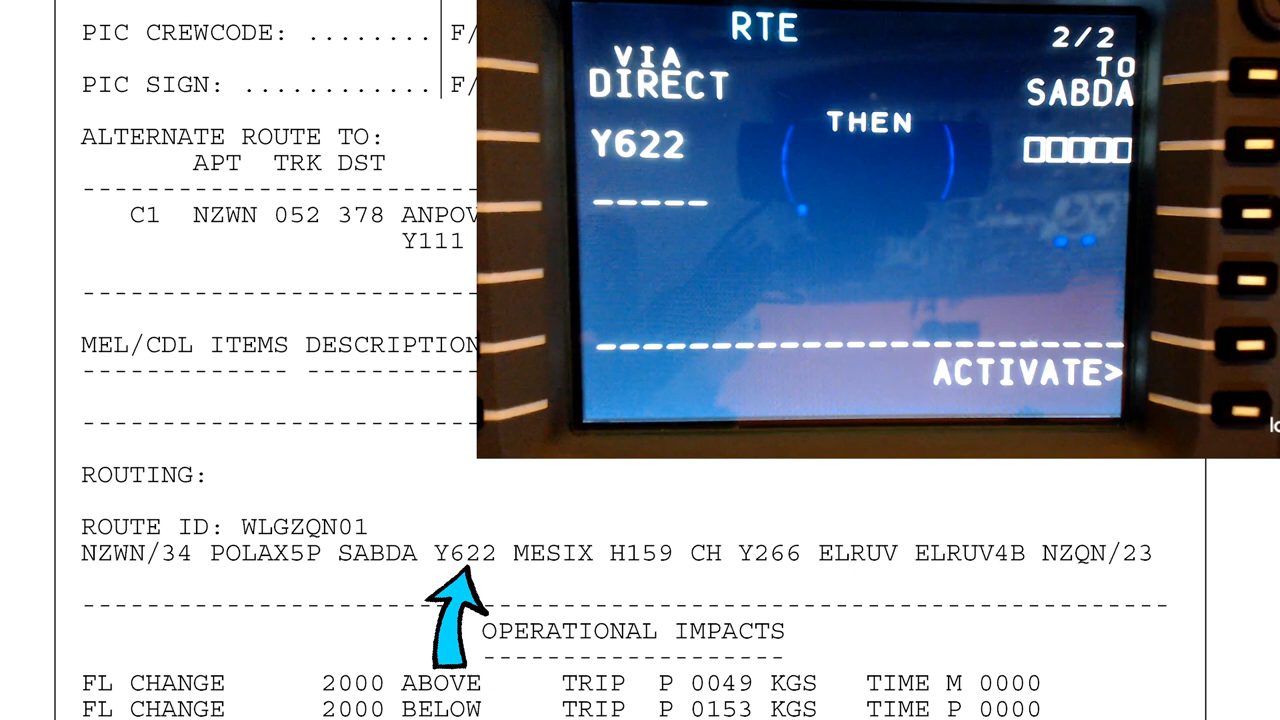 PIC CREWCODE: ........ F/
PIC SIGN: ............ F/
ALTERNATE ROUTE TO:
APT TRK DST
--------------------------
C1 NZWN 052 378 ANPOV
Y111
--------------------------
MEL/CDL ITEMS DESCRIPTION
------------- -----------
--------------------------
RTE 2/2
VIA TO
DIRECT SABDA
THEN
Y622 □□□□□
-----
--------------------
ACTIVATE>
ROUTING:
ROUTE ID: WLGZQN01
NZWN/34 POLAX5P SABDA Y622 MESIX H159 CH Y266 ELRUV ELRUV4B NZQN/23
--------------------------------------------------------------------
OPERATIONAL IMPACTS
-------------------
FL CHANGE 2000 ABOVE TRIP P 0049 KGS TIME M 0000
FL CHANGE 2000 BELOW TRIP P 0153 KGS TIME P 0000